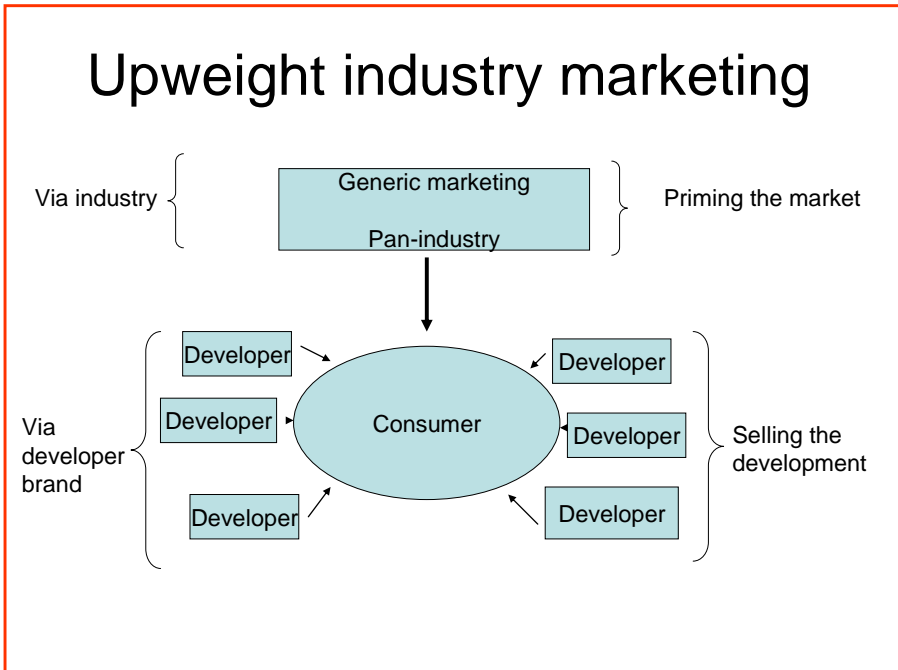 Upweight industry marketing
Via industry
Generic marketing
Pan-industry
Priming the market
Via
developer
brand
Developer
Developer
Developer
Consumer
Developer
Developer
Developer
Selling the
development